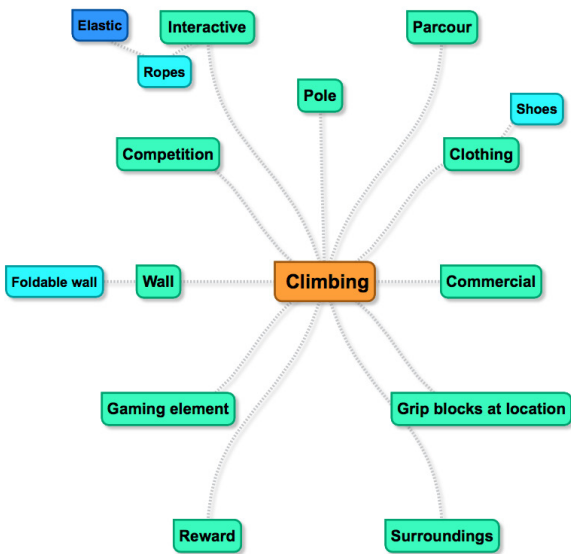 Elastic
Interactive
Parcour
Ropes
Pole
Shoes
Competition
Clothing
Foldable wall
Wall
Climbing
Commercial
Gaming element
Grip blocks at location
Reward
Surroundings